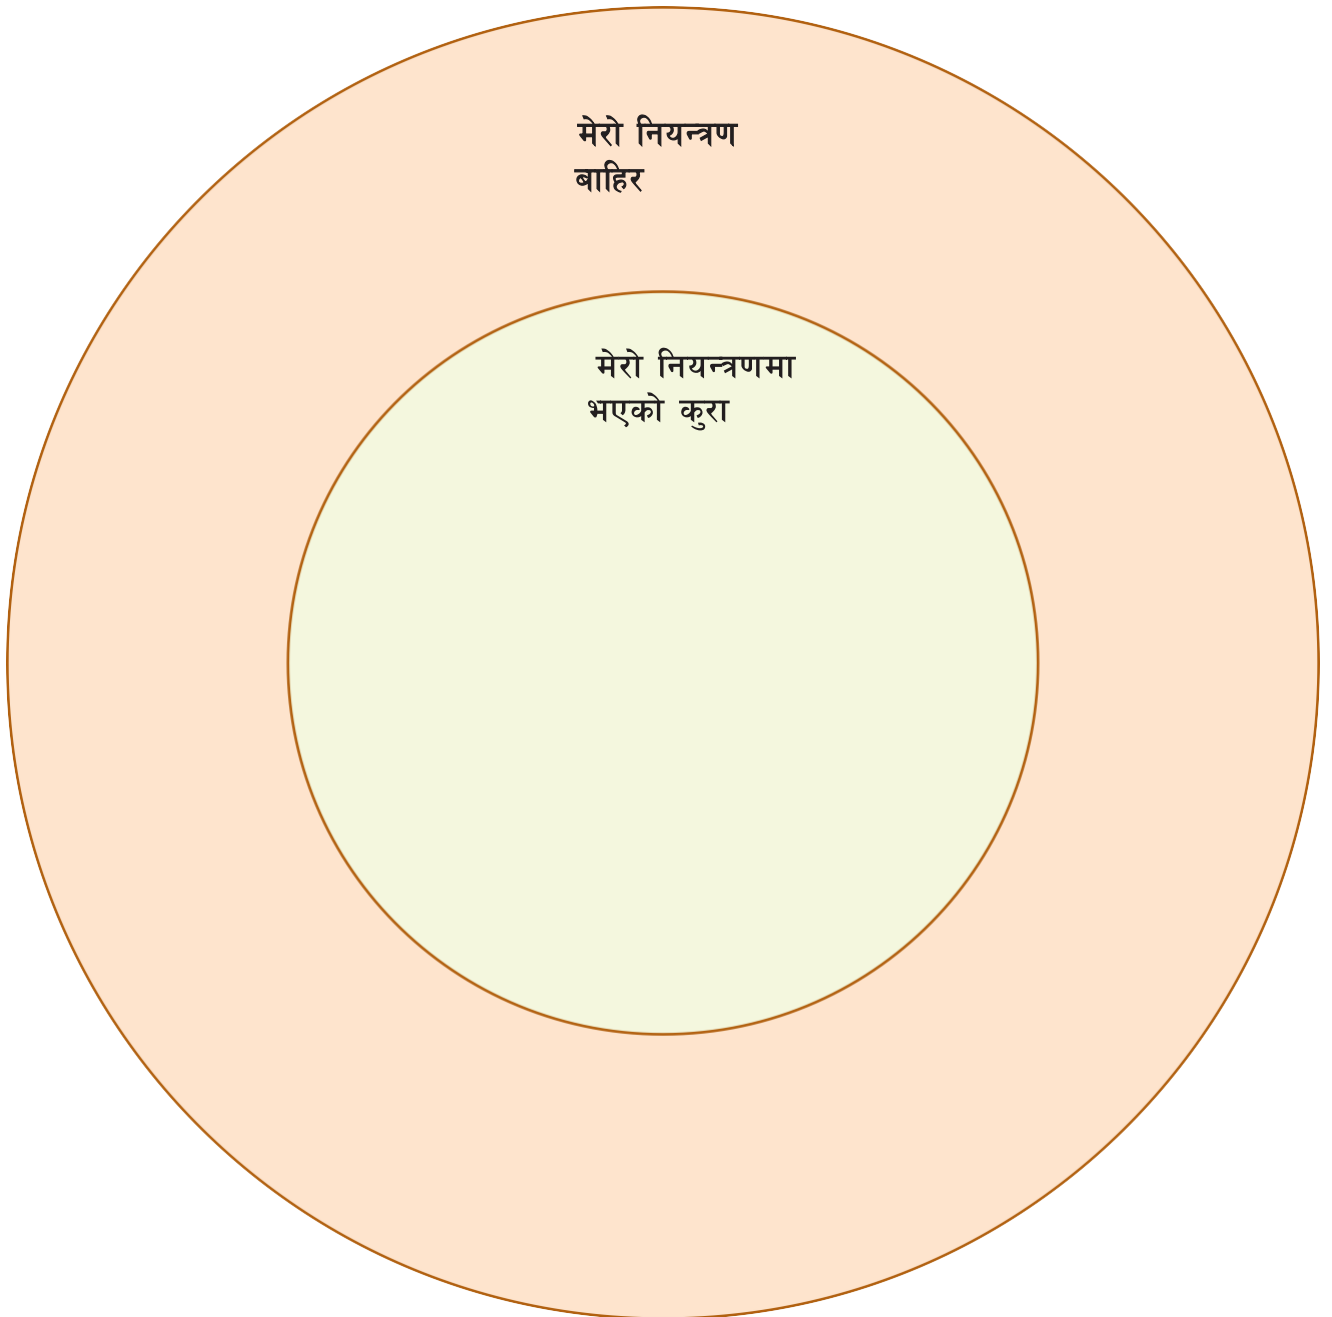 मेरो नियन्त्रण
बाहिर
मेरो नियन्त्रणमा
भएको कुरा